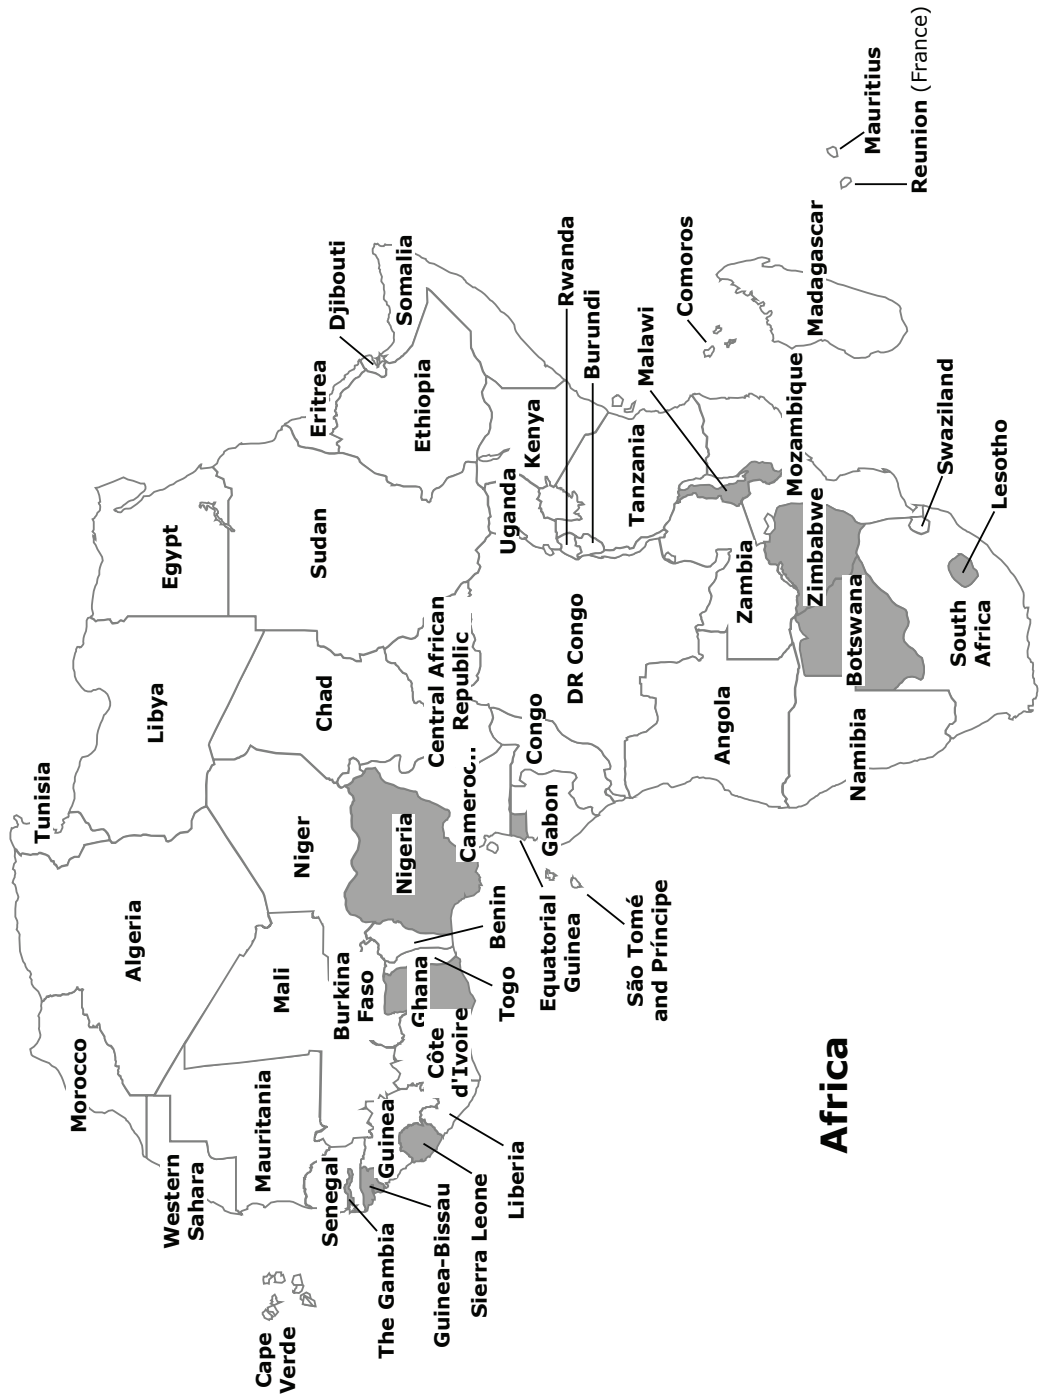 Tunisia
Morocco
Algeria
Libya
Egypt
Western
Sahara
Cape
Verde
Mauritania
Mali
Niger
Chad
Sudan
Eritrea
Djibouti
Somalia
Ethiopia
Senegal
The Gambia
Guinea-Bissau
Guinea
Sierra Leone
Liberia
Burkina
Faso
Côte
d'Ivoire
Ghana
Togo
Benin
Nigeria
Cameroc..
Central African
Republic
Equatorial
Guinea
São Tomé
and Príncipe
Gabon
Congo
DR Congo
Uganda
Kenya
Rwanda
Burundi
Tanzania
Malawi
Comoros
Angola
Zambia
Mozambique
Madagascar
Mauritius
Reunion (France)
Zimbabwe
Botswana
Namibia
Swaziland
Lesotho
South
Africa
Africa